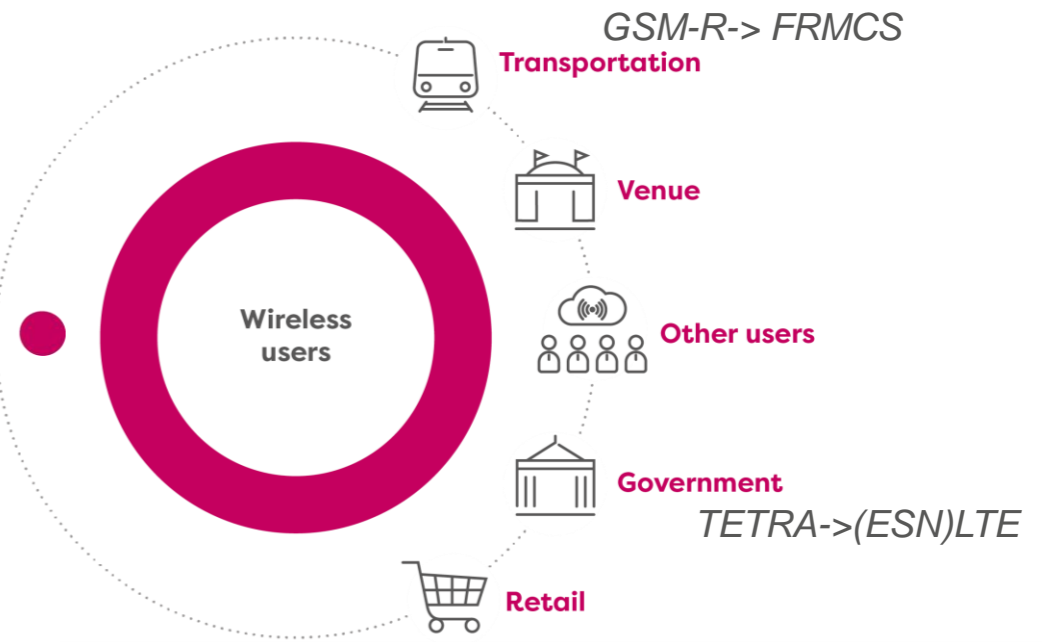 GSM-R-> FRMCS
Transportation
Venue
Wireless
users
Other users
Government
TETRA->(ESN)LTE
Retail